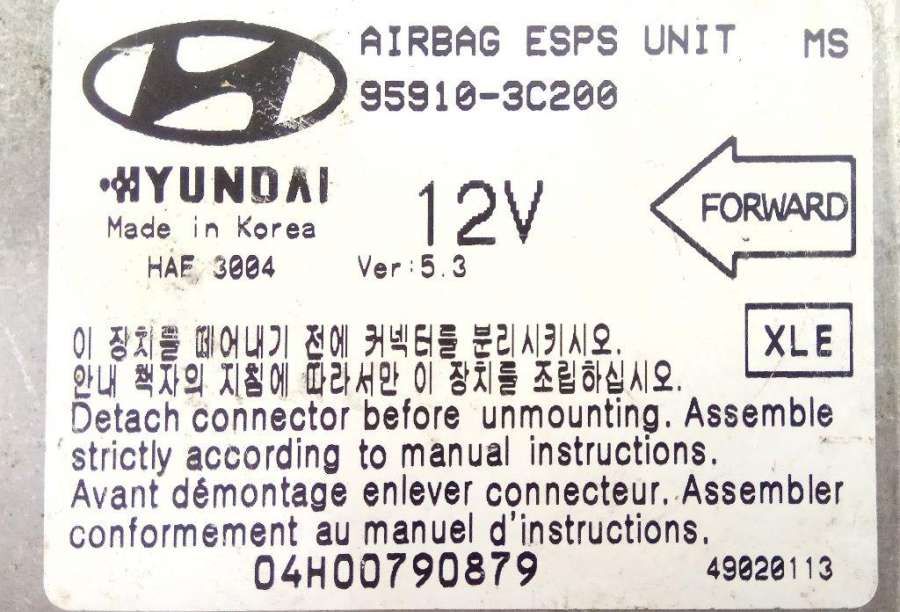 AIRBAG ESPS UNIT MS
95910-3C200
HYUNDAI
Made in Korea
12V
FORWARD
HAE 3004 Ver:5.3
XLE
이 장치를 떼어내기 전에 커넥터를 분리시키시오.
안내 책자의 지침에 따라서만 이 장치를 조립하십시오.
Detach connector before unmounting. Assemble
strictly according to manual instructions.
Avant démontage enlever connecteur. Assembler
conformement au manuel d'instructions.
04H00790879 49020113